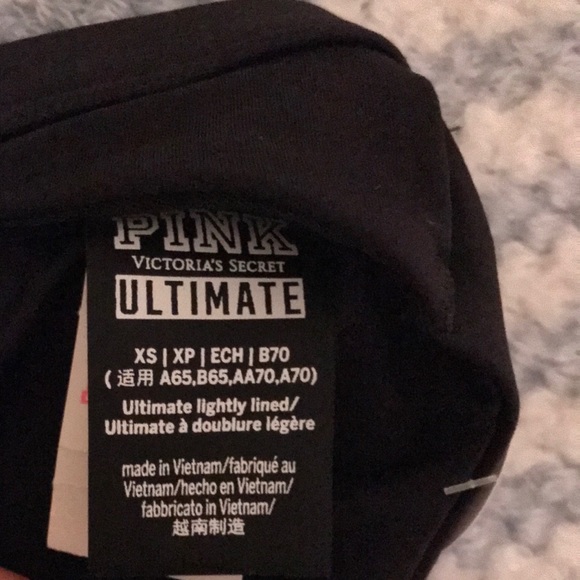 PINK
VICTORIA'S SECRET
ULTIMATE
XS | XP | ECH | B70
( 适用 A65,B65,AA70,A70)
Ultimate lightly lined/
Ultimate à doublure légère
made in Vietnam/fabriqué au
Vietnam/hecho en Vietnam/
fabbricato in Vietnam/
越南制造